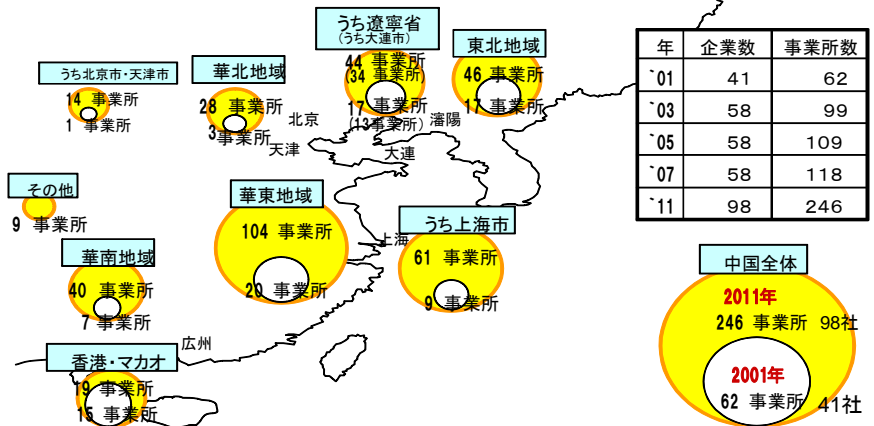 うち遼寧省
(うち大連市)
44 事業所
(34 事業所)
17 事業所
(13事業所)
東北地域
46 事業所
17 事業所
うち北京市・天津市
14 事業所
1 事業所
華北地域
28 事業所
3事業所
北京
天津
瀋陽
大連
年 企業数 事業所数
`01 41 62
`03 58 99
`05 58 109
`07 58 118
`11 98 246
その他
9 事業所
華東地域
104 事業所
20 事業所
上海
うち上海市
61 事業所
9 事業所
華南地域
40 事業所
7 事業所
広州
香港・マカオ
19 事業所
15 事業所
中国全体
2011年
246 事業所 98社
2001年
62 事業所 41社